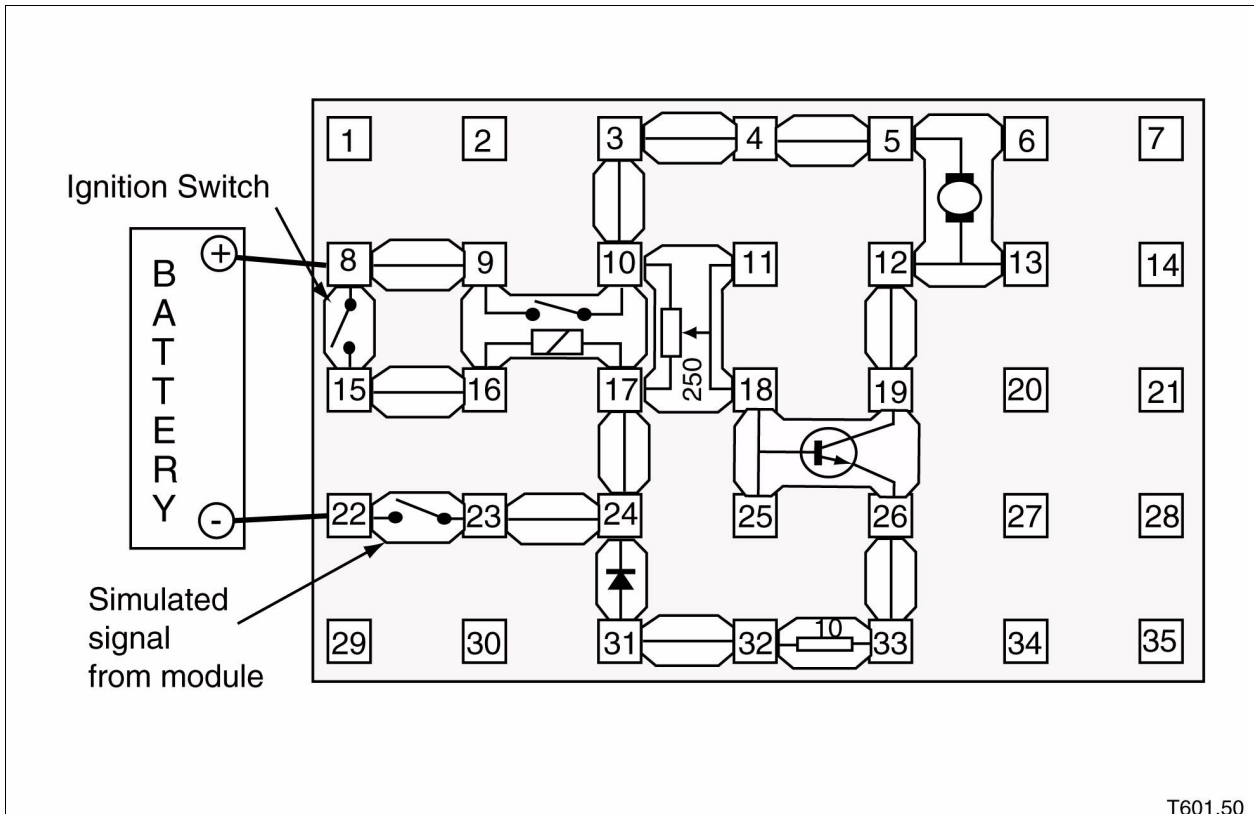 1 2 3 4 5 6 7
Ignition Switch
+
8 9 10 11 12 13 14
BATTERY
250
15 16 17 18 19 20 21
-
22 23 24 25 26 27 28
Simulated
signal
from module
10
29 30 31 32 33 34 35
T601.50